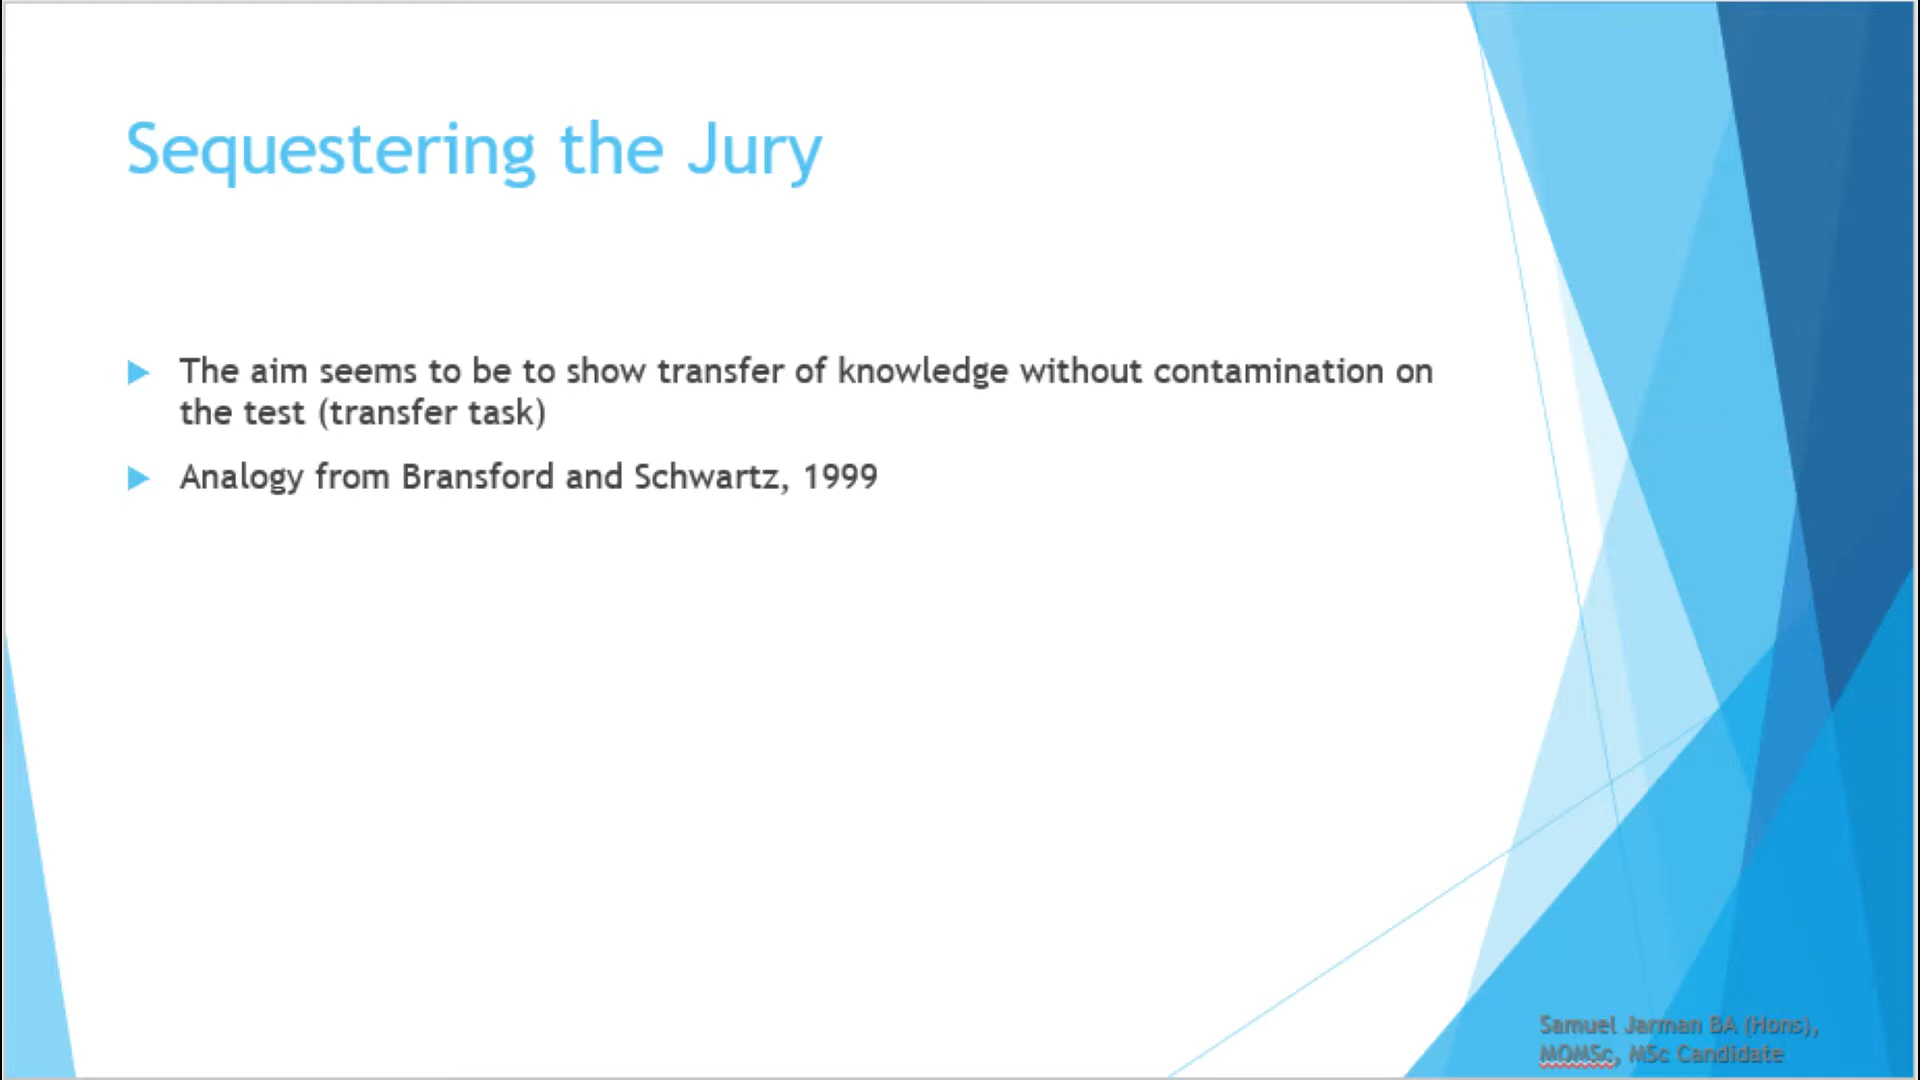 Sequestering the Jury
The aim seems to be to show transfer of knowledge without contamination on
the test (transfer task)
Analogy from Bransford and Schwartz, 1999
Samuel Jarman BA (Hons),
MOMSc, MSc Candidate